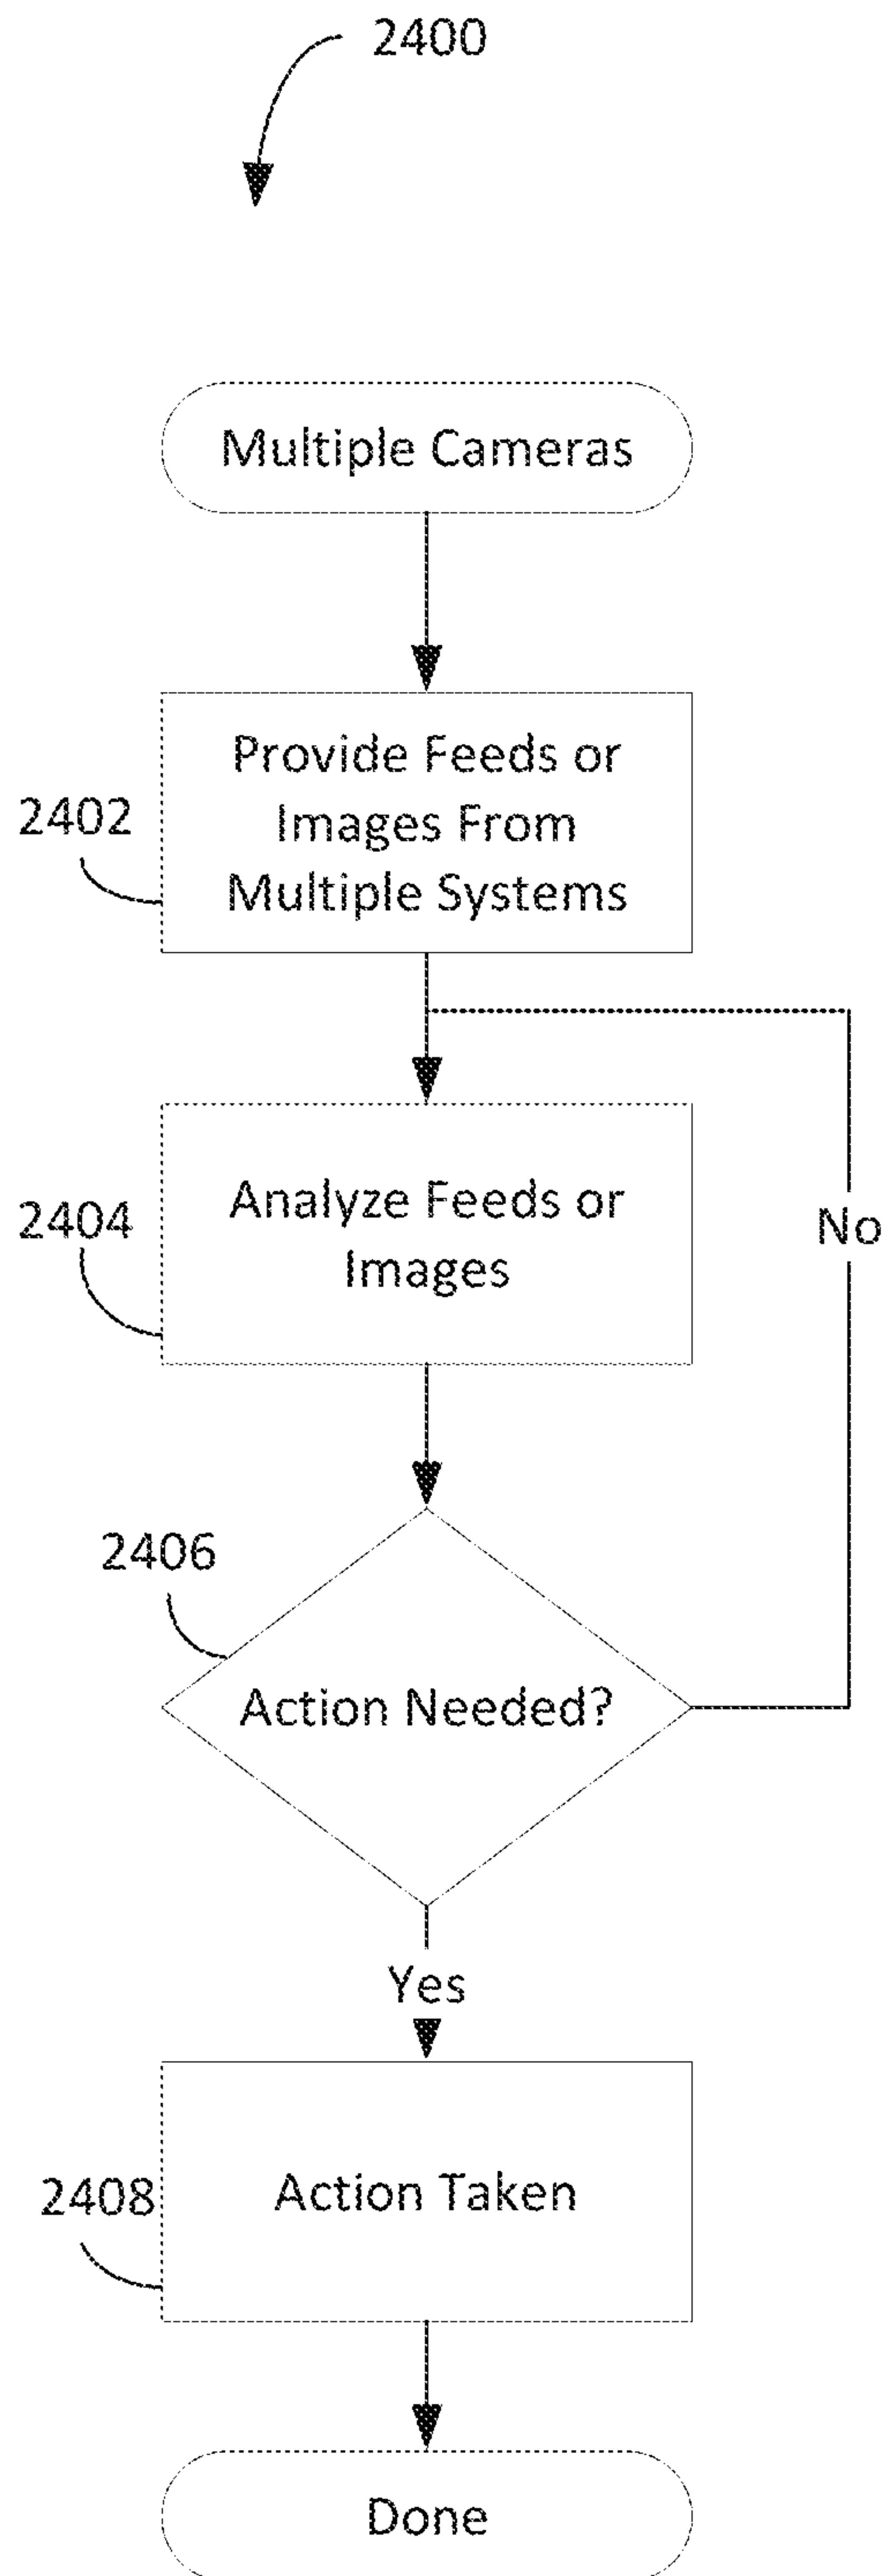 2400
Multiple Cameras
Provide Feeds or
Images From
Multiple Systems
2402
Analyze Feeds or
Images
2404
No
2406
Action Needed?
Yes
Action Taken
2408
Done